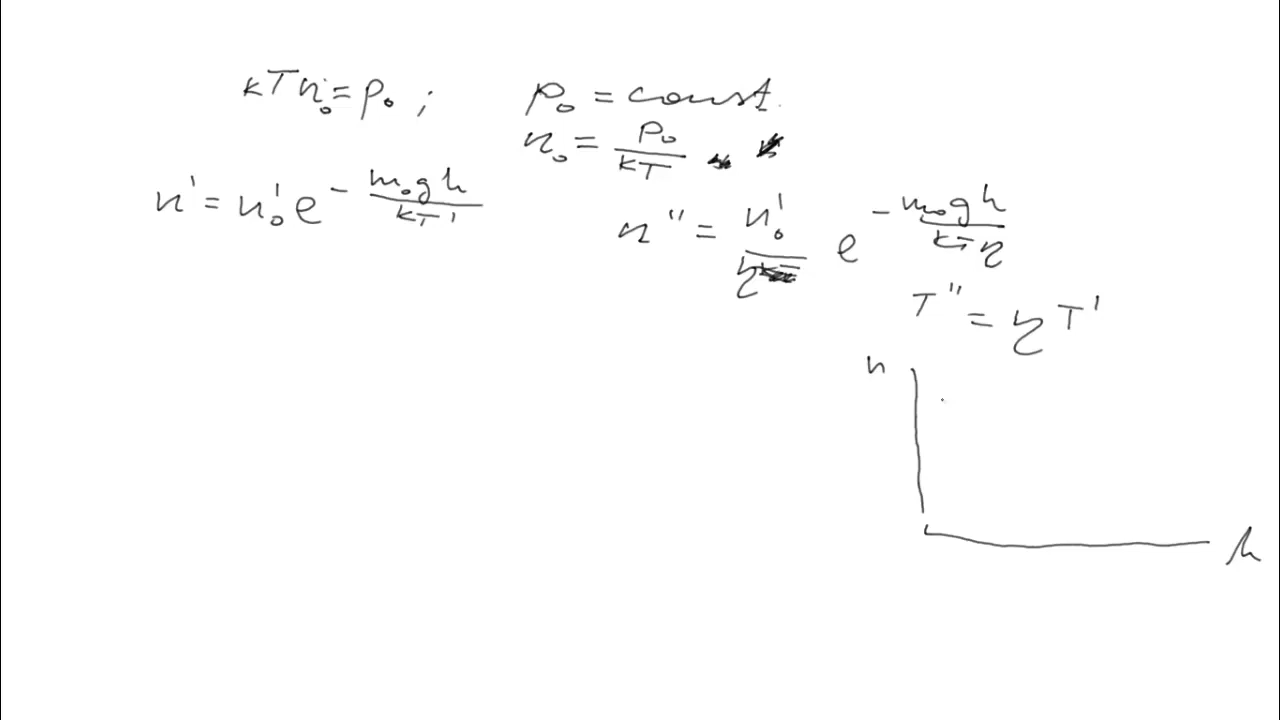 kTn₀ = p₀ ; p₀ = const.
n₀ = p₀/kT
n' = n₀' e^(- m₀gh/kT') n'' = n₀'/η e^(- m₀gh/kTη)
T'' = ηT'
n
h